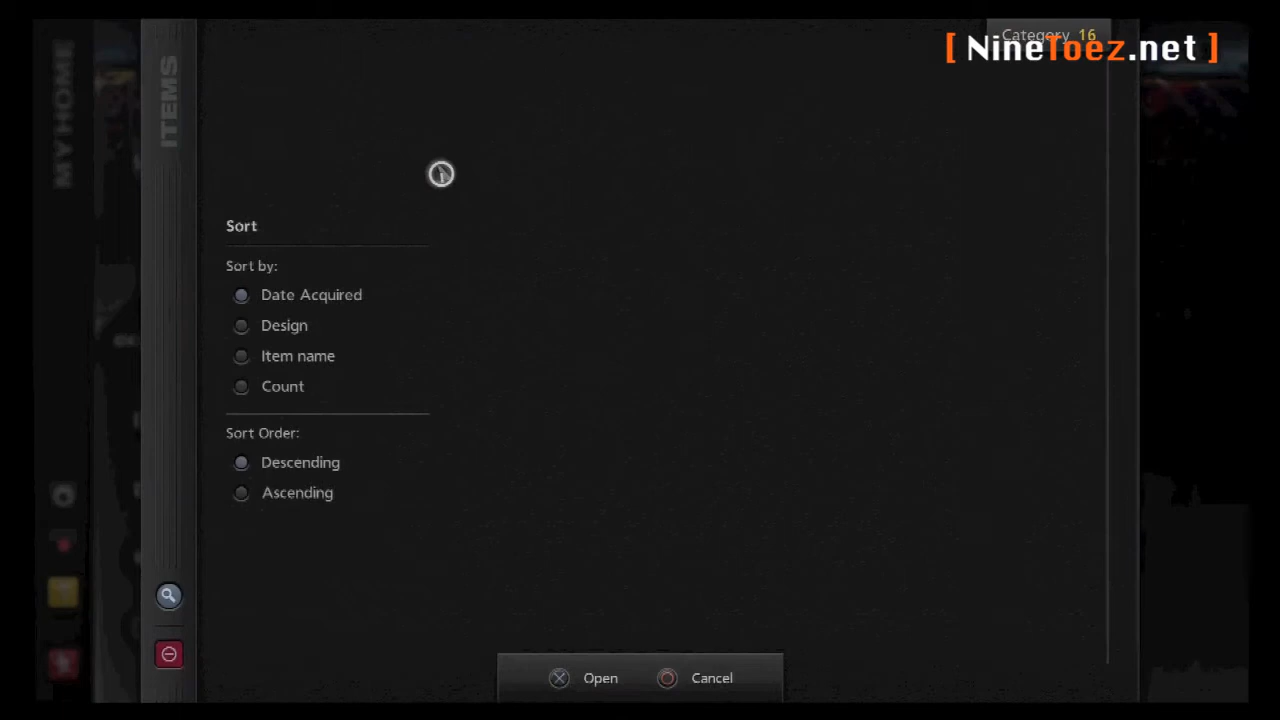 MY HOME
ITEMS
Category 16
[ NineToez.net ]
Sort
Sort by:
Date Acquired
Design
Item name
Count
Sort Order:
Descending
Ascending
Open
Cancel